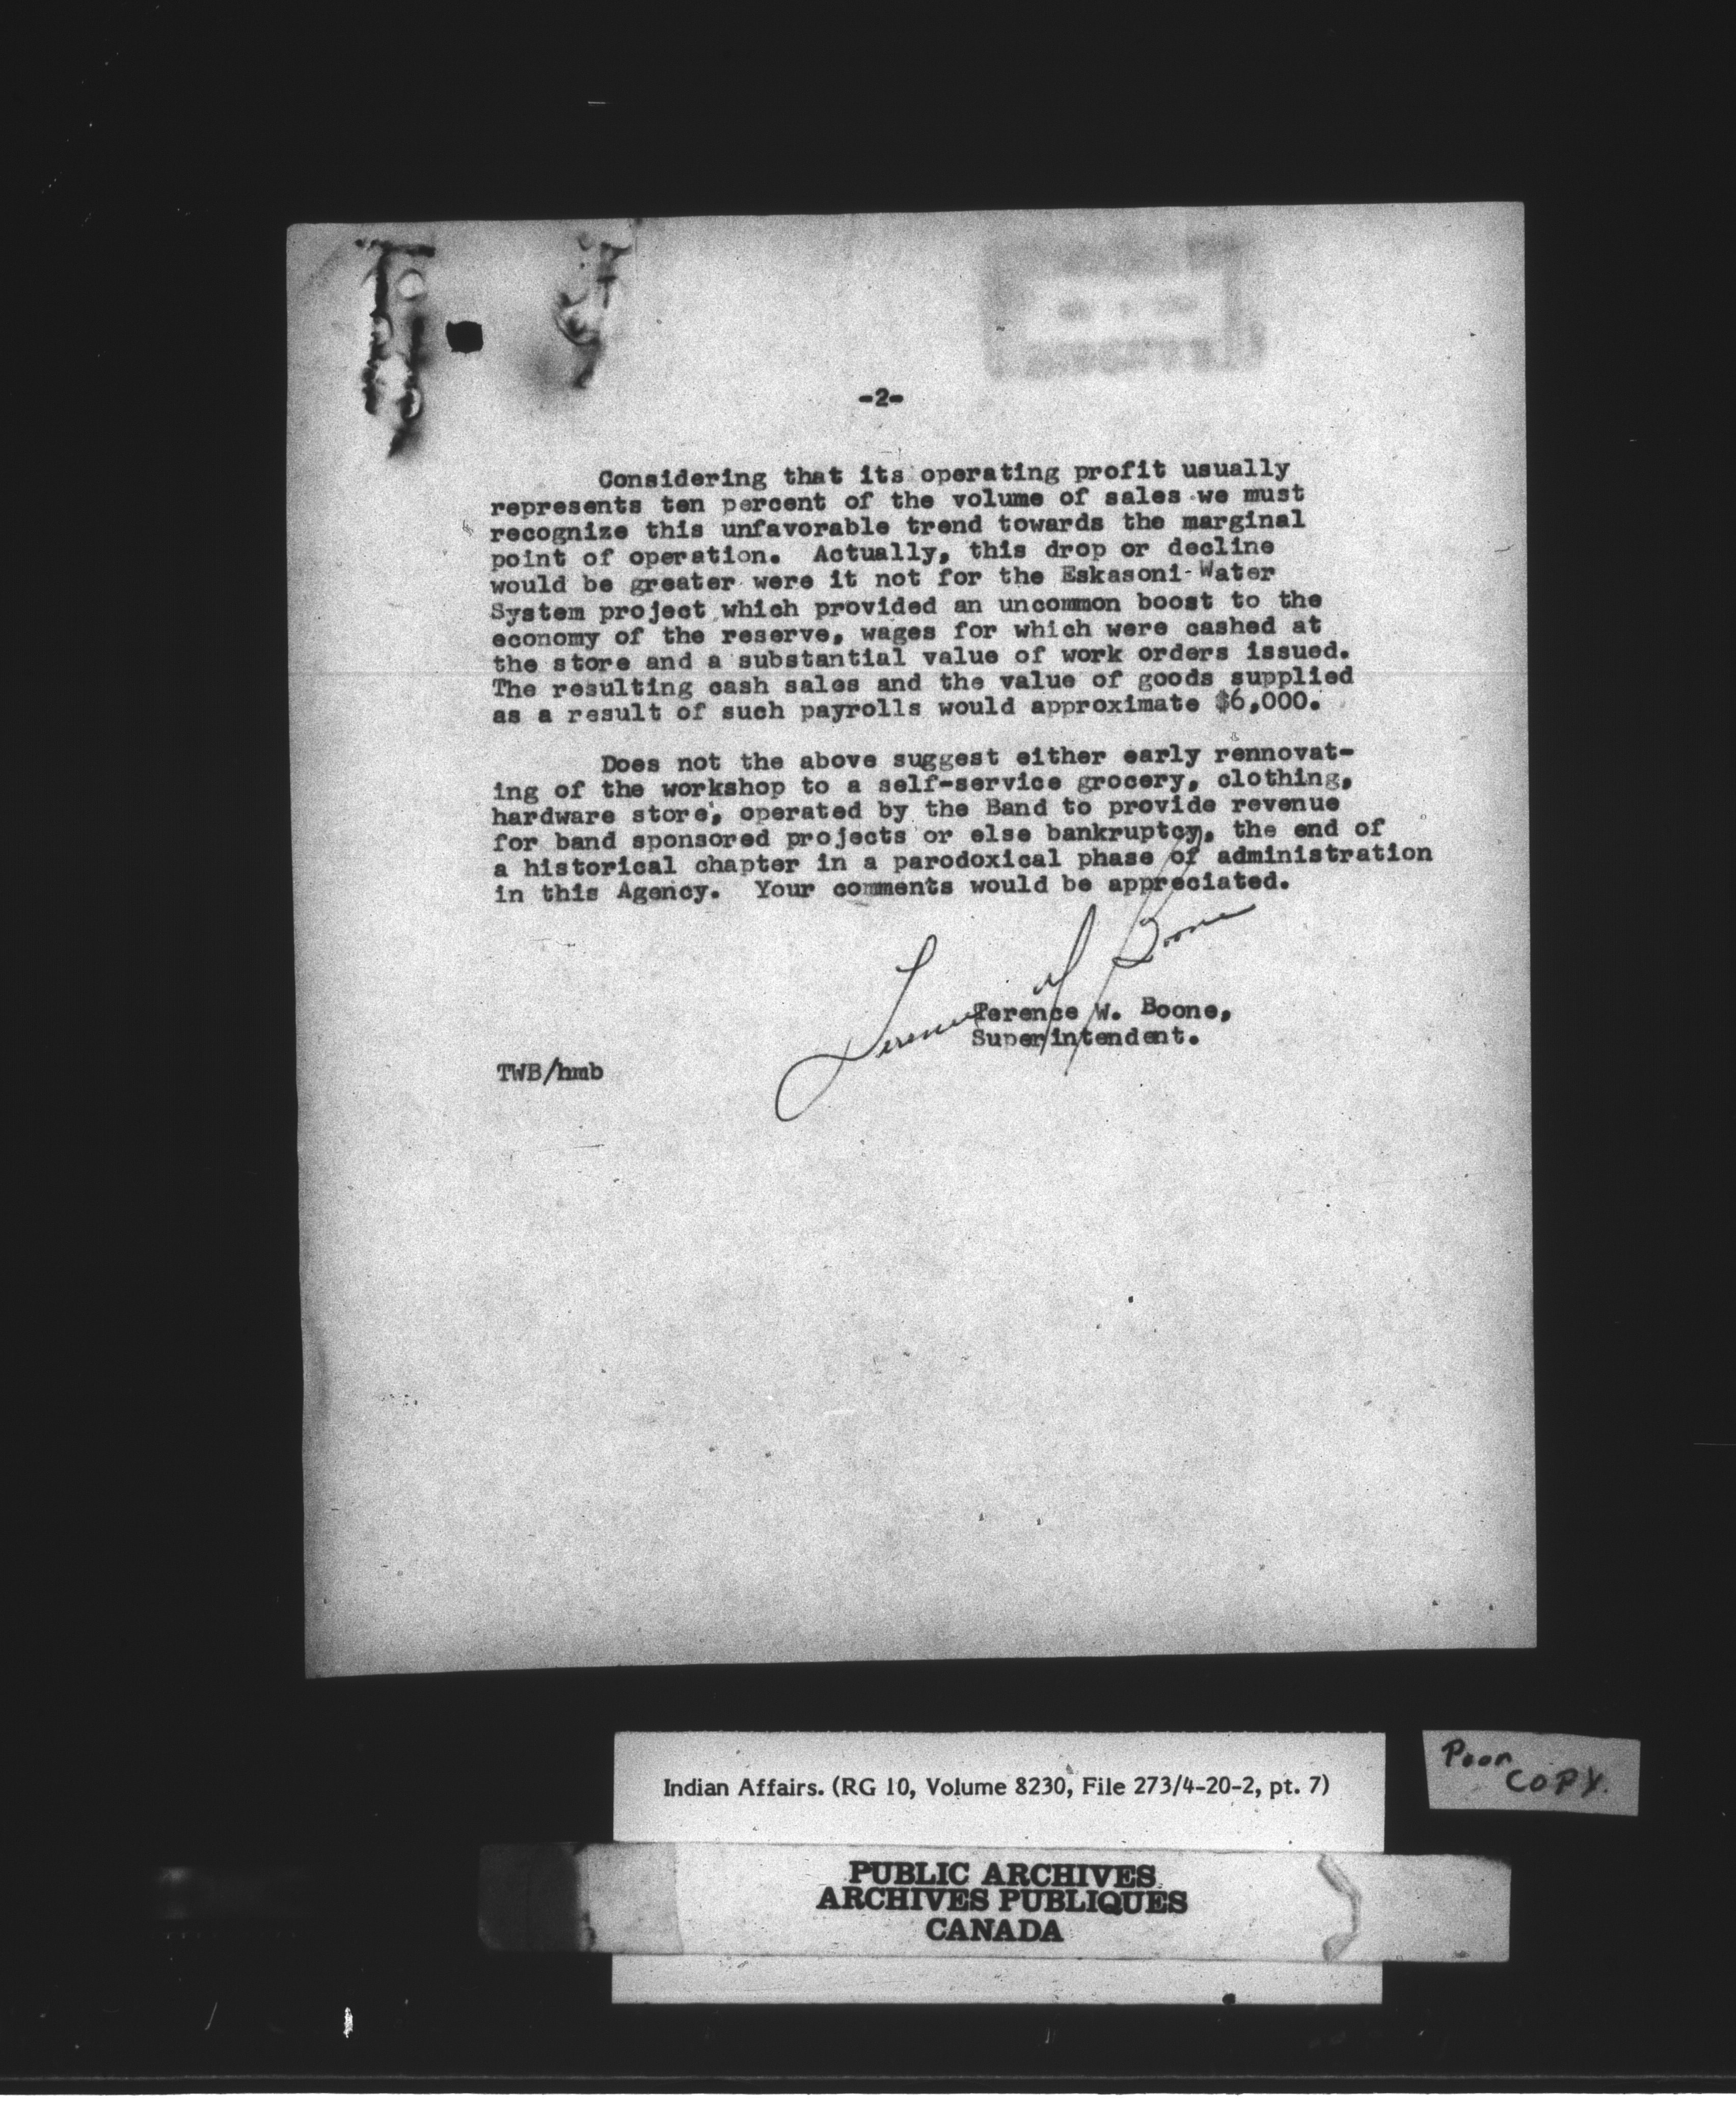 -2-
Considering that its operating profit usually
represents ten percent of the volume of sales we must
recognize this unfavorable trend towards the marginal
point of operation. Actually, this drop or decline
would be greater were it not for the Eskasoni Water
System project which provided an uncommon boost to the
economy of the reserve, wages for which were cashed at
the store and a substantial value of work orders issued.
The resulting cash sales and the value of goods supplied
as a result of such payrolls would approximate $6,000.
Does not the above suggest either early rennovat-
ing of the workshop to a self-service grocery, clothing,
hardware store, operated by the Band to provide revenue
for band sponsored projects or else bankruptcy, the end of
a historical chapter in a parodoxical phase of administration
in this Agency. Your comments would be appreciated.
Terence W Boone
Terence W. Boone,
Superintendent.
TWB/hmb
Indian Affairs. (RG 10, Volume 8230, File 273/4-20-2, pt. 7)
Poor
COPY.
PUBLIC ARCHIVES
ARCHIVES PUBLIQUES
CANADA